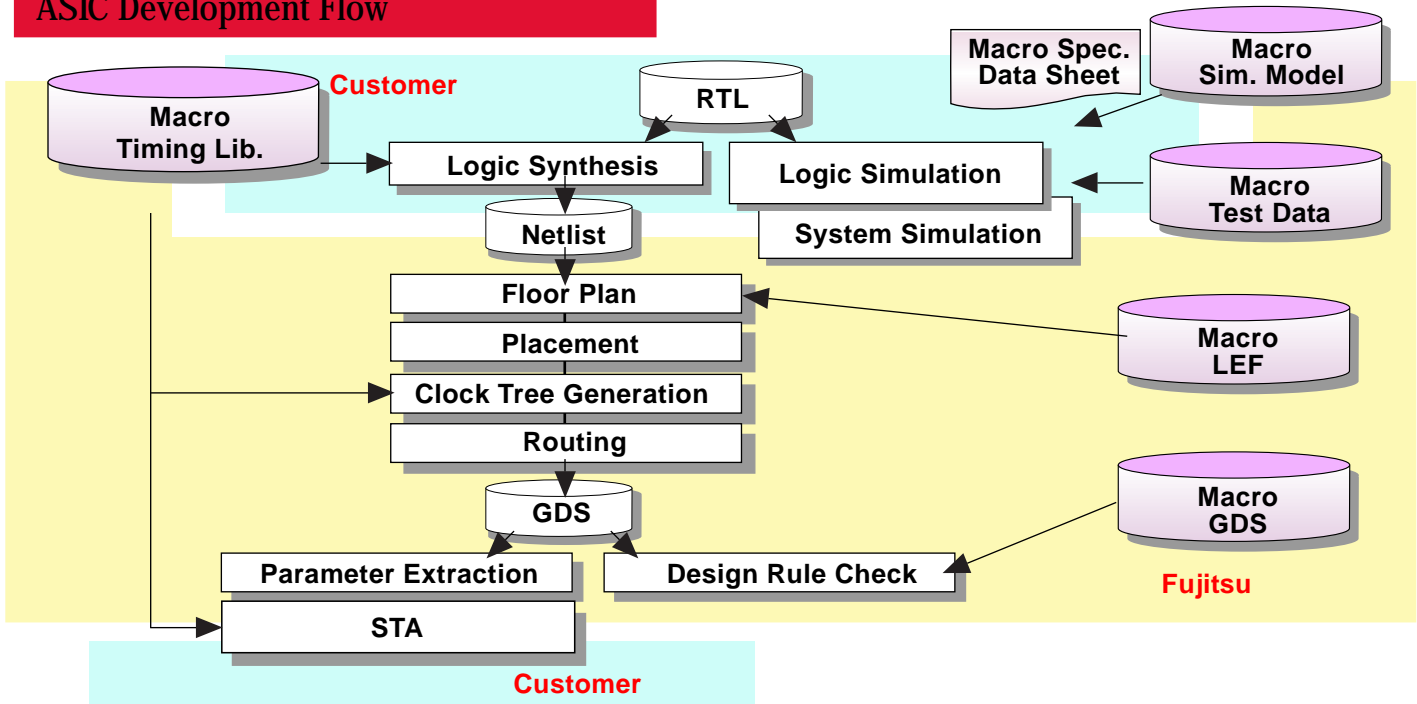 ASIC Development Flow
Macro Spec.
Data Sheet
Macro
Sim. Model
Customer
RTL
Macro
Timing Lib.
Logic Synthesis
Logic Simulation
Macro
Test Data
Netlist
System Simulation
Floor Plan
Placement
Macro
LEF
Clock Tree Generation
Routing
Macro
GDS
GDS
Parameter Extraction
Design Rule Check
Fujitsu
STA
Customer